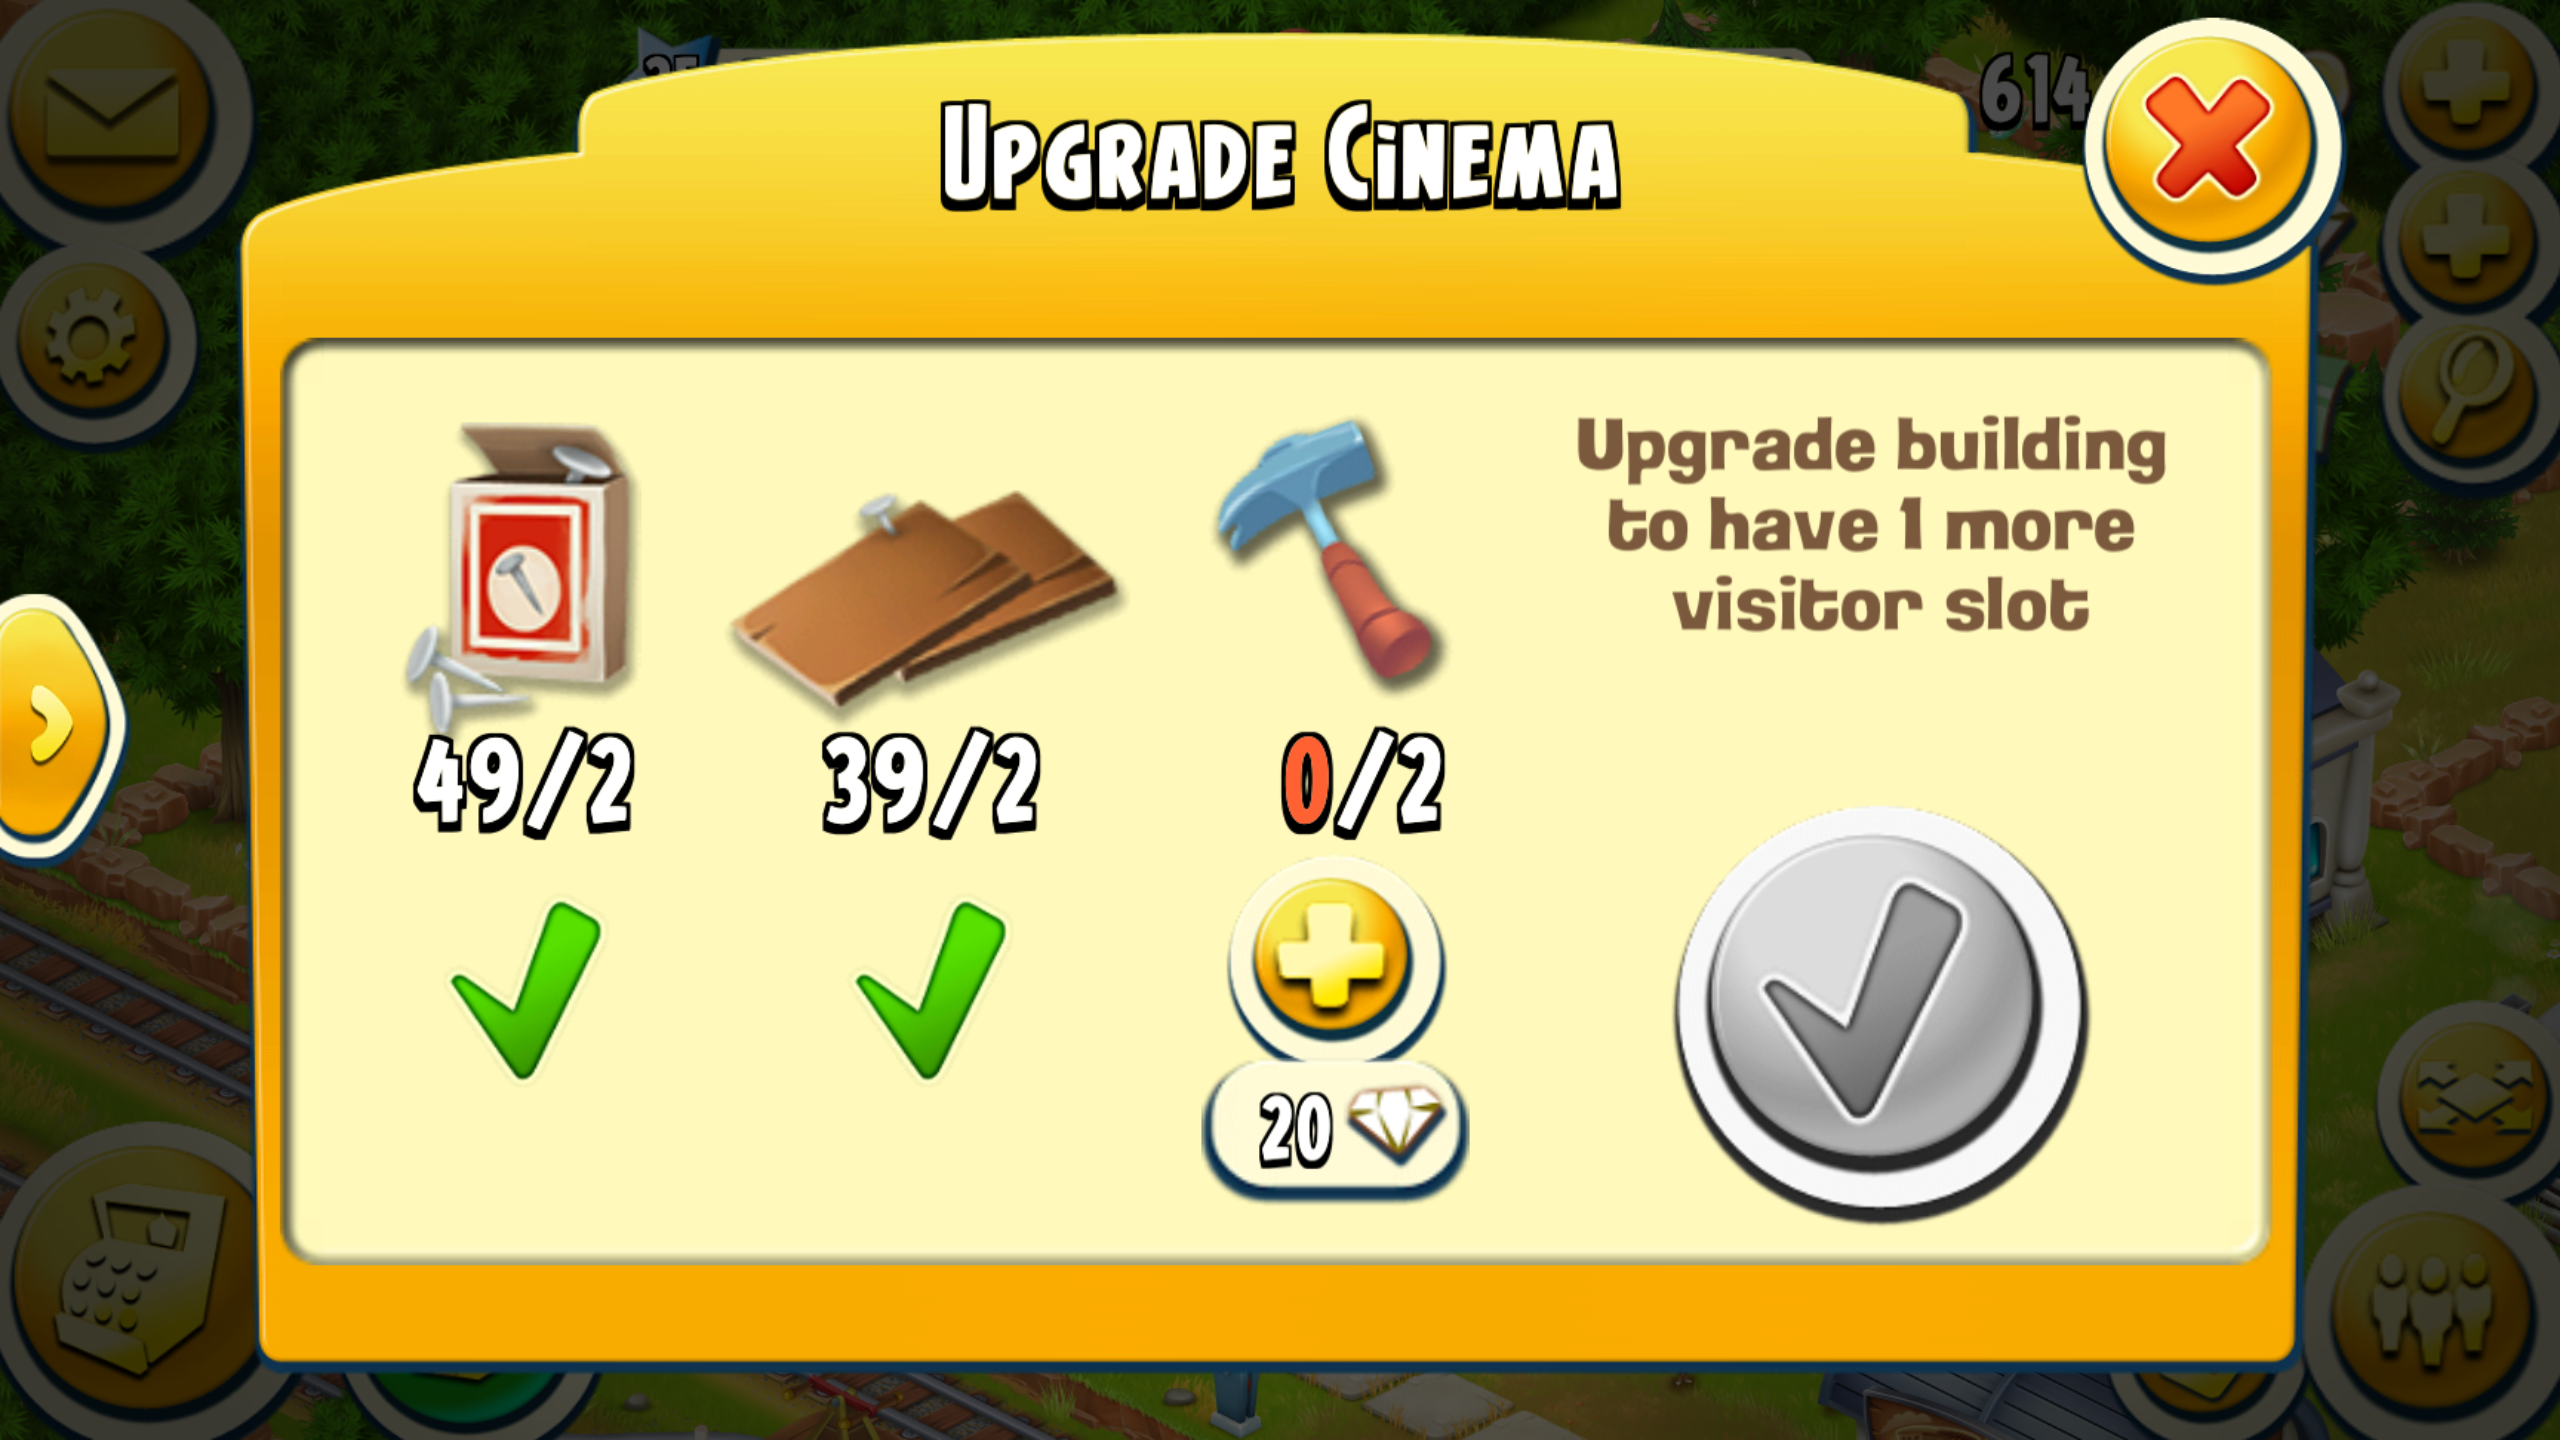 614
Upgrade Cinema
Upgrade building
to have 1 more
visitor slot
49/2
39/2
0/2
20